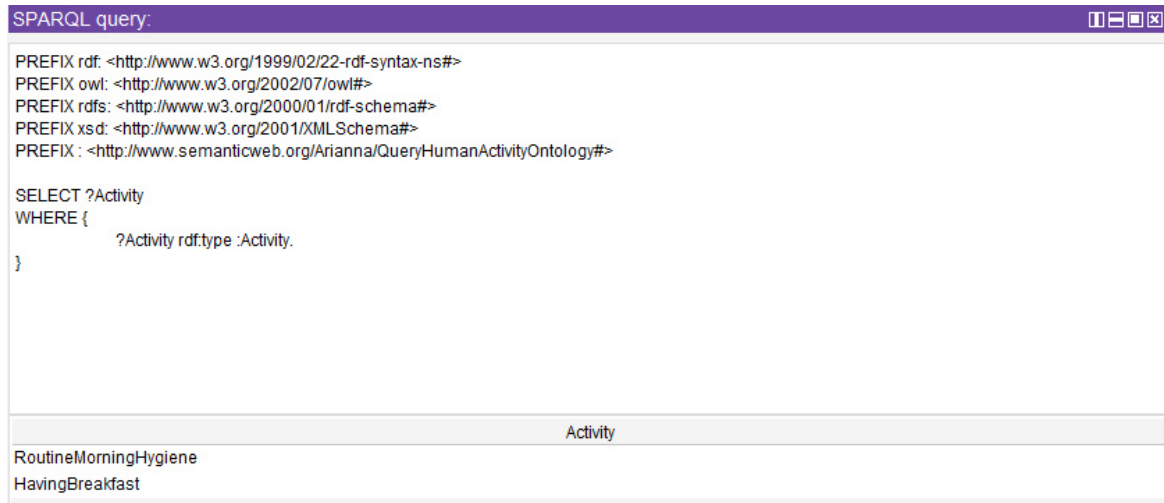 SPARQL query:
PREFIX rdf: <http://www.w3.org/1999/02/22-rdf-syntax-ns#>
PREFIX owl: <http://www.w3.org/2002/07/owl#>
PREFIX rdfs: <http://www.w3.org/2000/01/rdf-schema#>
PREFIX xsd: <http://www.w3.org/2001/XMLSchema#>
PREFIX : <http://www.semanticweb.org/Arianna/QueryHumanActivityOntology#>
SELECT ?Activity
WHERE {
?Activity rdf:type :Activity.
}
Activity
RoutineMorningHygiene
HavingBreakfast